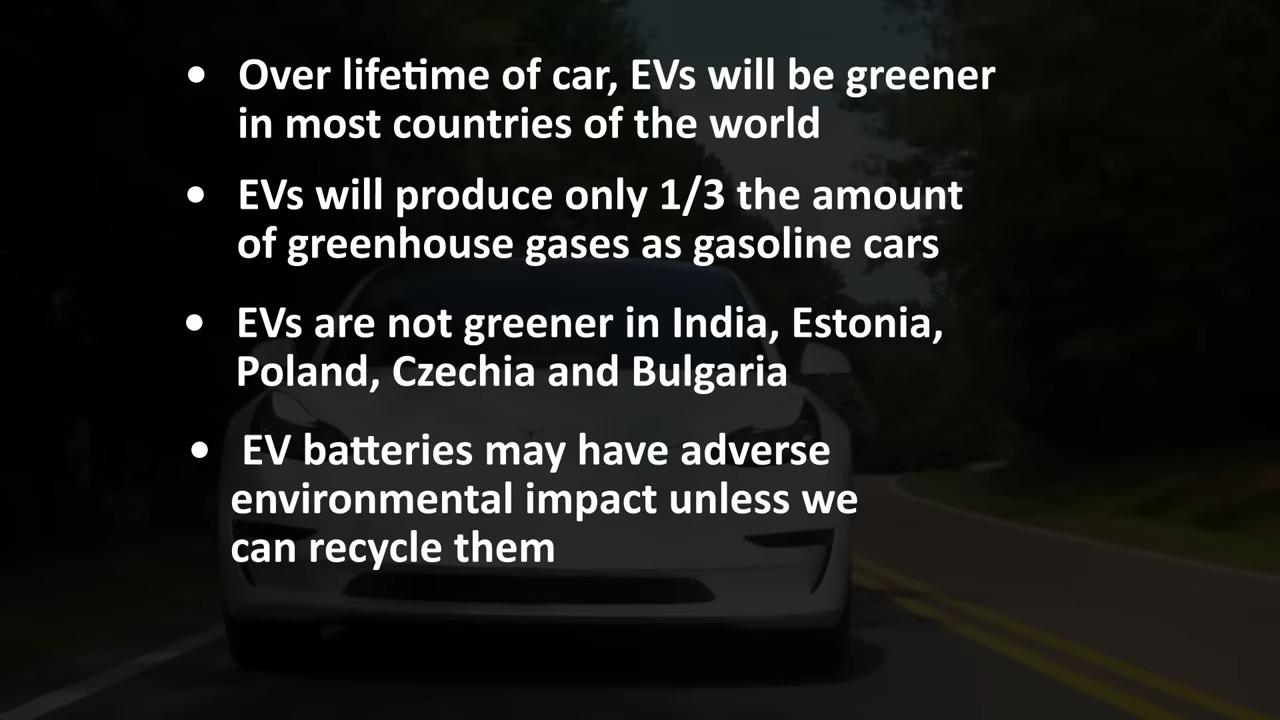 • Over lifetime of car, EVs will be greener
in most countries of the world
• EVs will produce only 1/3 the amount
of greenhouse gases as gasoline cars
• EVs are not greener in India, Estonia,
Poland, Czechia and Bulgaria
• EV batteries may have adverse
environmental impact unless we
can recycle them